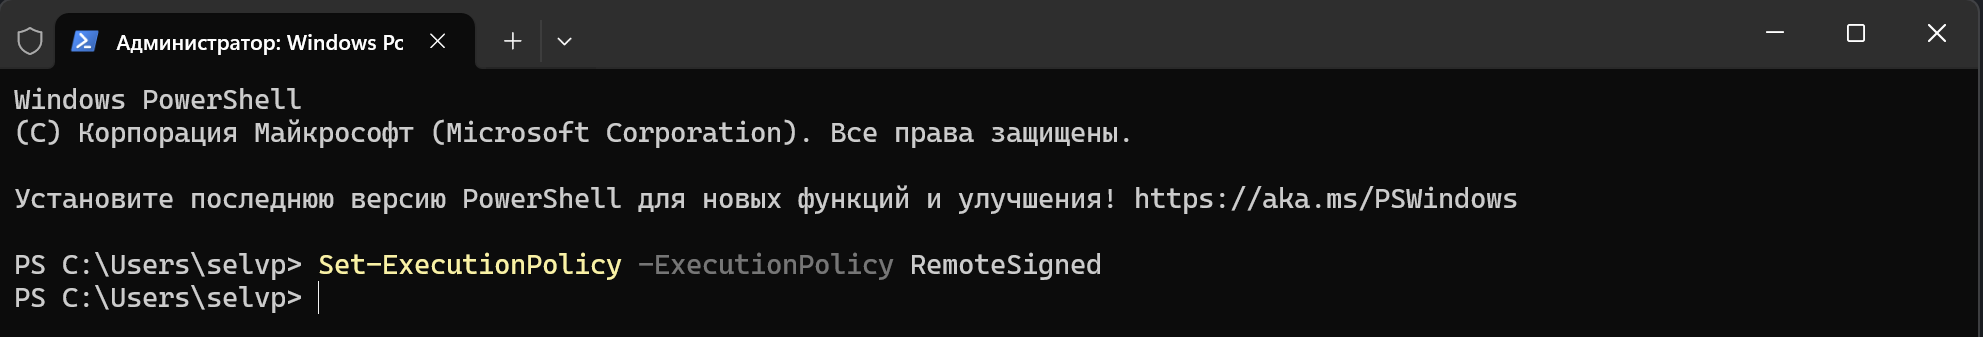 Администратор: Windows Pc
Windows PowerShell
(C) Корпорация Майкрософт (Microsoft Corporation). Все права защищены.
Установите последнюю версию PowerShell для новых функций и улучшения! https://aka.ms/PSWindows
PS C:\Users\selvp> Set-ExecutionPolicy -ExecutionPolicy RemoteSigned
PS C:\Users\selvp>